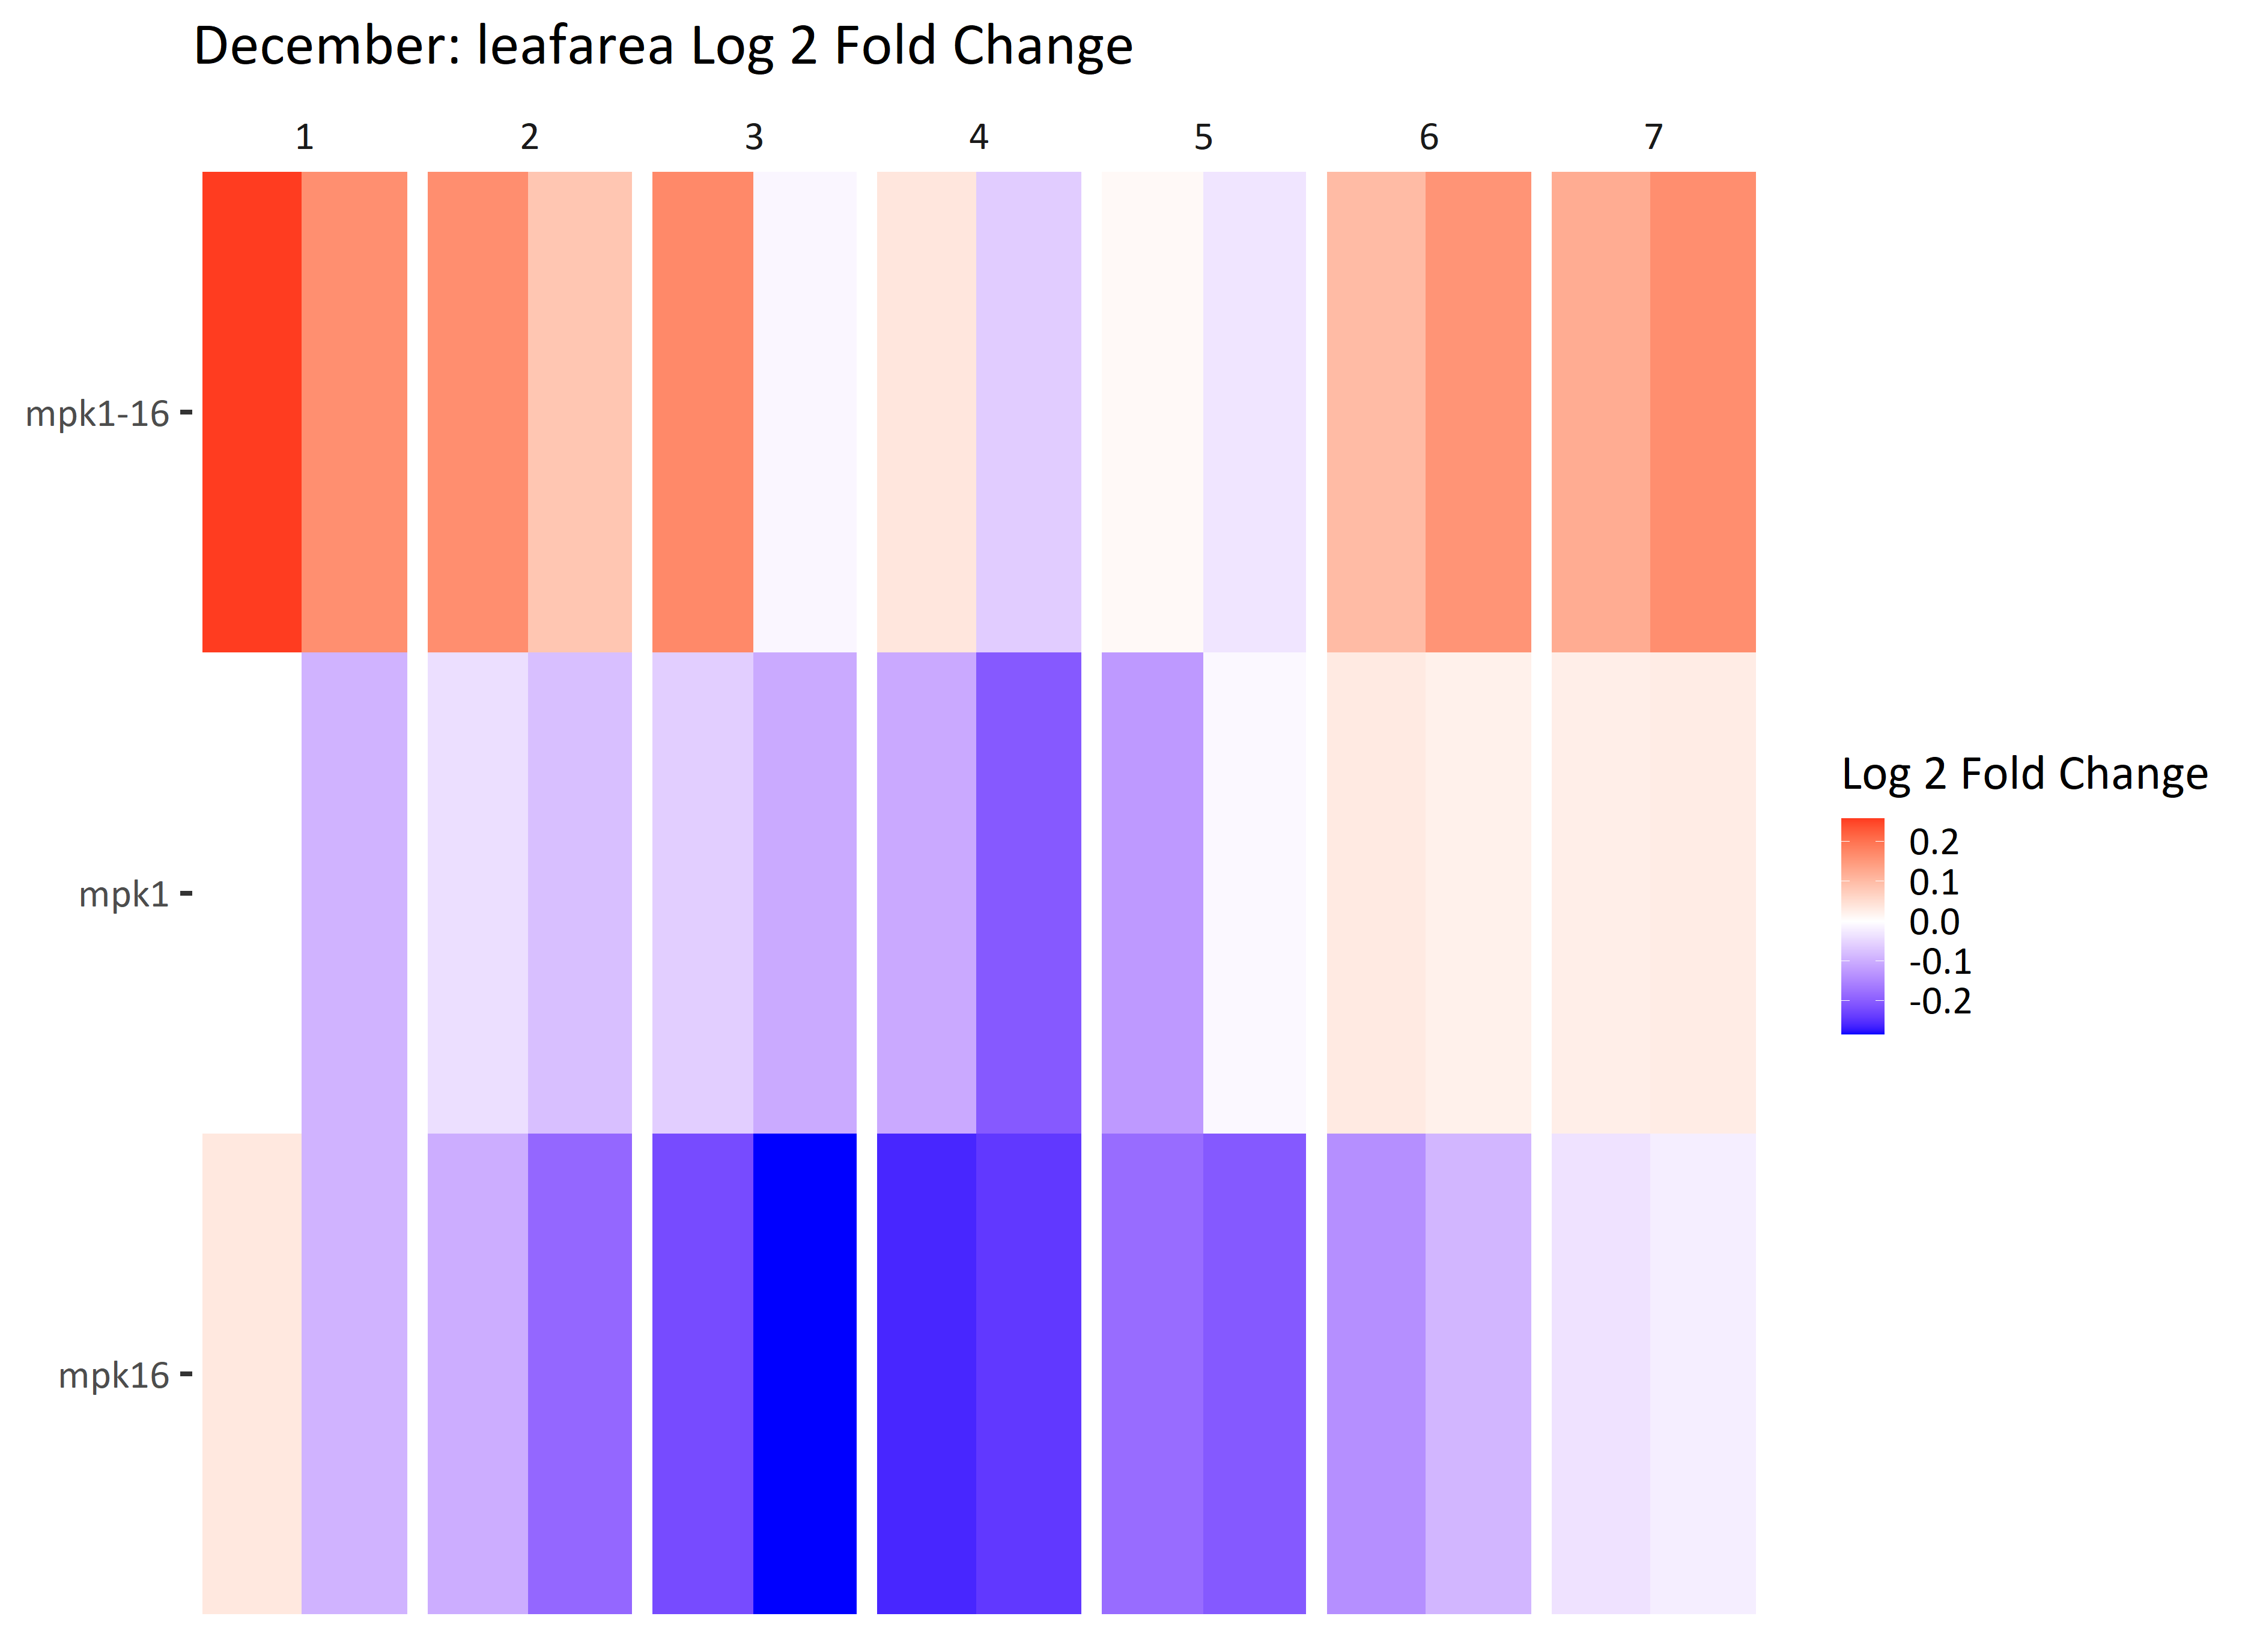 December: leafarea Log 2 Fold Change
1 2 3 4 5 6 7
mpk1-16
mpk1
mpk16
Log 2 Fold Change
0.2
0.1
0.0
-0.1
-0.2